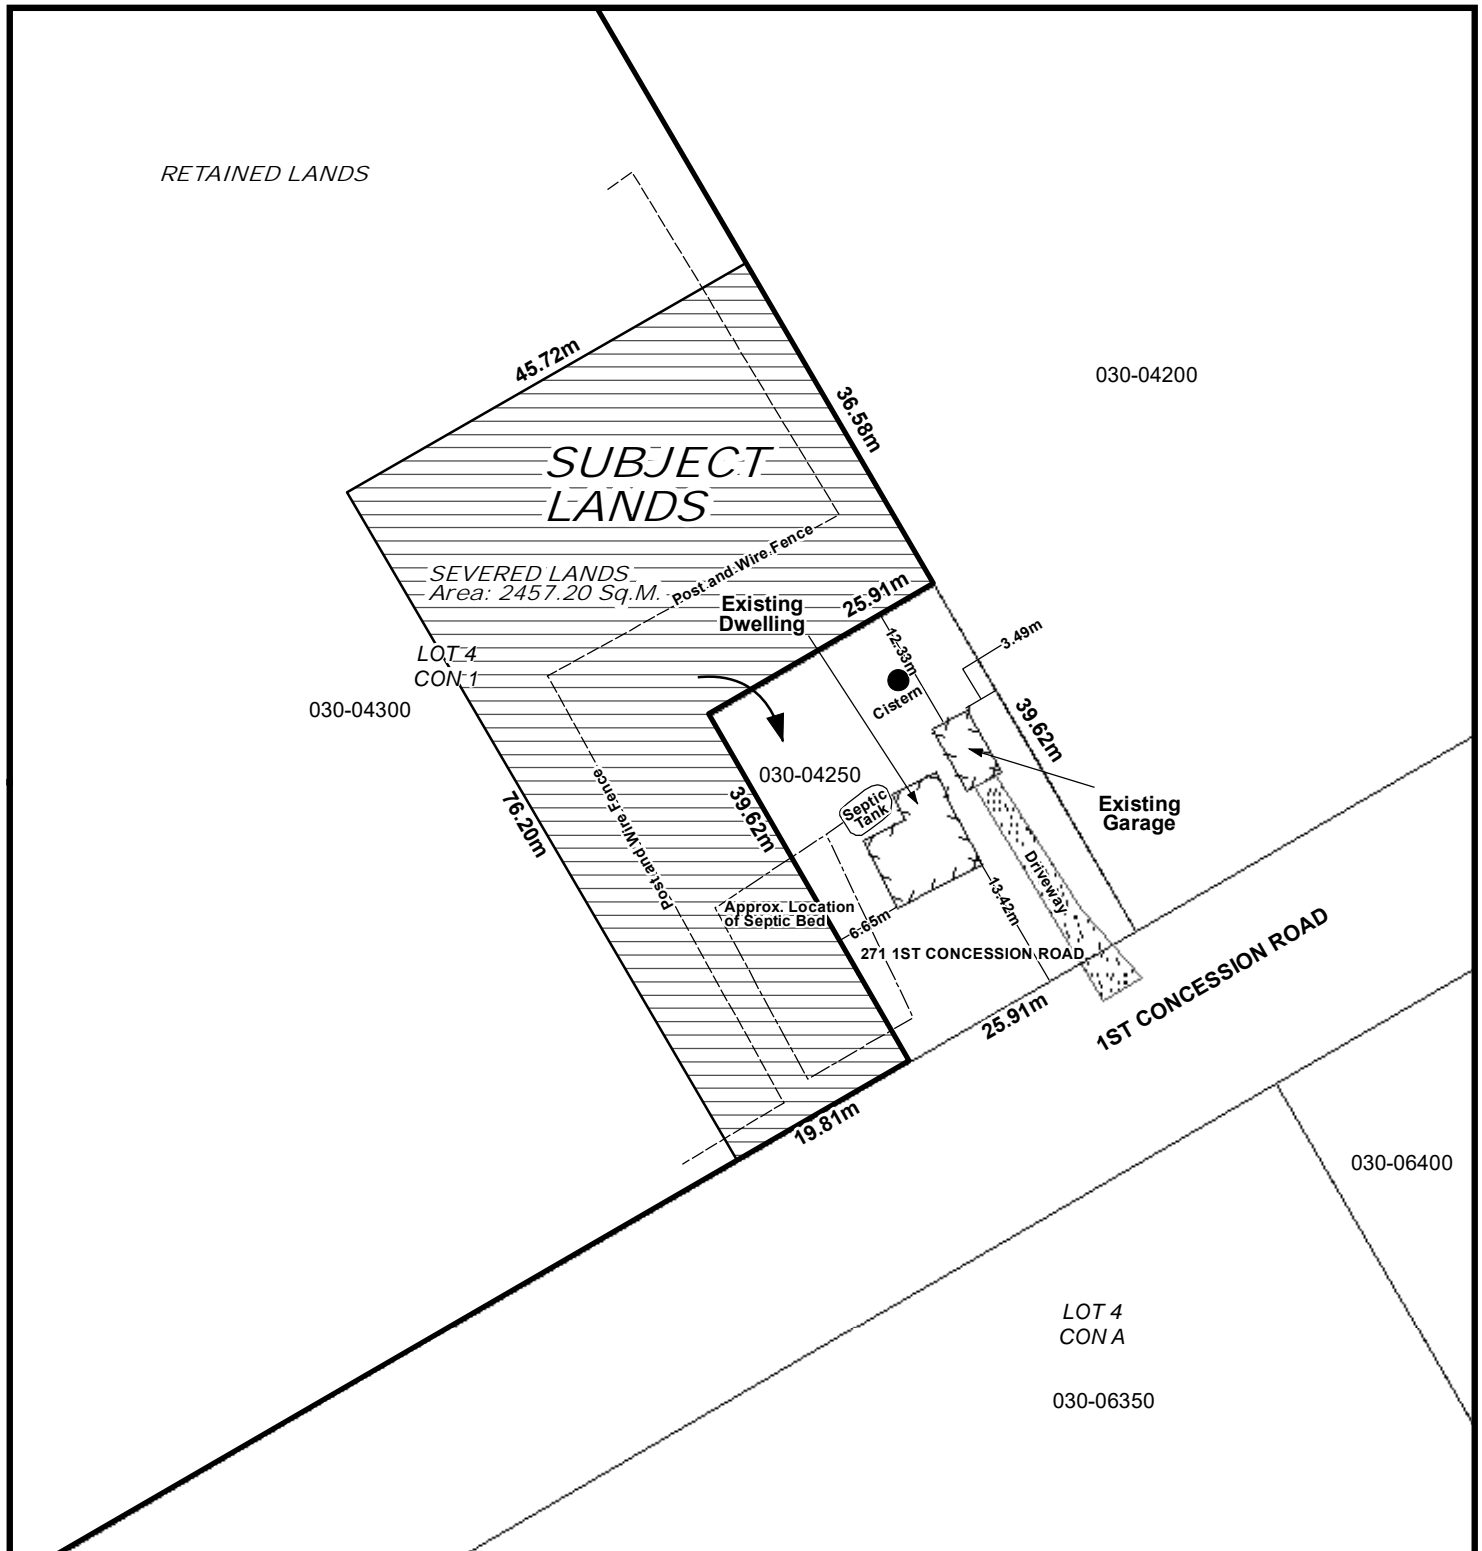 RETAINED LANDS
45.72m
030-04200
36.58m
SUBJECT
LANDS
Post and Wire Fence
SEVERED LANDS
Area: 2457.20 Sq.M.
25.91m
Existing
Dwelling
12.33m
3.49m
LOT 4
CON 1
030-04300
Cistern
39.62m
030-04250
Post and Wire Fence
76.20m
39.62m
Septic
Tank
Existing
Garage
Driveway
13.42m
Approx. Location
of Septic Bed
6.65m
271 1ST CONCESSION ROAD
25.91m
1ST CONCESSION ROAD
19.81m
030-06400
LOT 4
CON A
030-06350